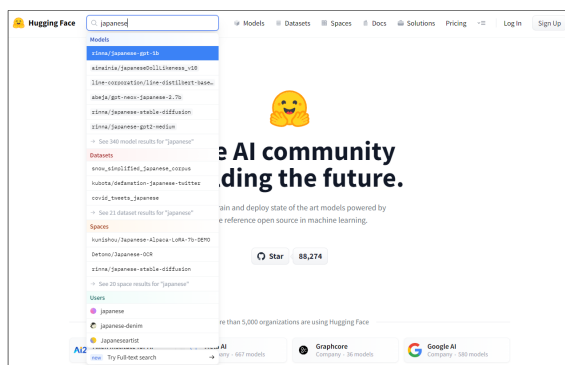 Hugging Face
japanese
Models
Datasets
Spaces
Docs
Solutions
Pricing
Log In
Sign Up
Models
rinna/japanese-gpt-1b
aimainia/japaneseDollLikeness_v10
line-corporation/line-distilbert-base…
abeja/gpt-neox-japanese-2.7b
rinna/japanese-stable-diffusion
rinna/japanese-gpt2-medium
See 340 model results for "japanese"
Datasets
snow_simplified_japanese_corpus
kubota/defamation-japanese-twitter
covid_tweets_japanese
See 21 dataset results for "japanese"
Spaces
kunishou/Japanese-Alpaca-LoRA-7b-DEMO
Detomo/Japanese-OCR
rinna/japanese-stable-diffusion
See 20 space results for "japanese"
Users
japanese
japanese-denim
Japaneseartist
new Try Full-text search →
e AI community
ding the future.
rain and deploy state of the art models powered by
e reference open source in machine learning.
Star 88,274
re than 5,000 organizations are using Hugging Face
Ai2
AI
any · 467 models
Graphcore
Company · 36 models
Google AI
Company · 580 models